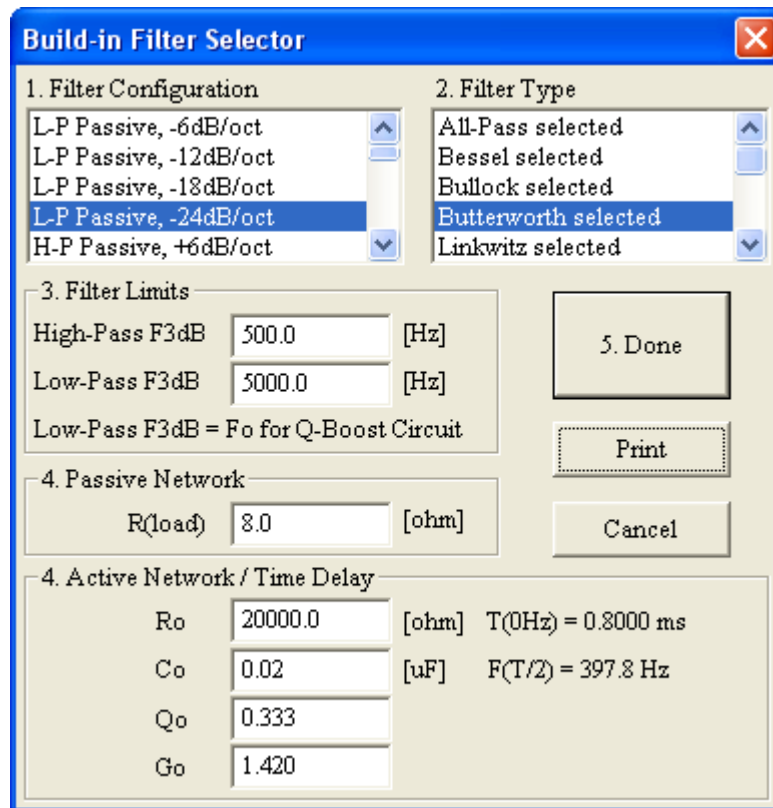 Build-in Filter Selector
1. Filter Configuration
L-P Passive, -6dB/oct
L-P Passive, -12dB/oct
L-P Passive, -18dB/oct
L-P Passive, -24dB/oct
H-P Passive, +6dB/oct
2. Filter Type
All-Pass selected
Bessel selected
Bullock selected
Butterworth selected
Linkwitz selected
3. Filter Limits
High-Pass F3dB 500.0 [Hz]
Low-Pass F3dB 5000.0 [Hz]
Low-Pass F3dB = Fo for Q-Boost Circuit
5. Done
Print
Cancel
4. Passive Network
R(load) 8.0 [ohm]
4. Active Network / Time Delay
Ro 20000.0 [ohm] T(0Hz) = 0.8000 ms
Co 0.02 [uF] F(T/2) = 397.8 Hz
Qo 0.333
Go 1.420